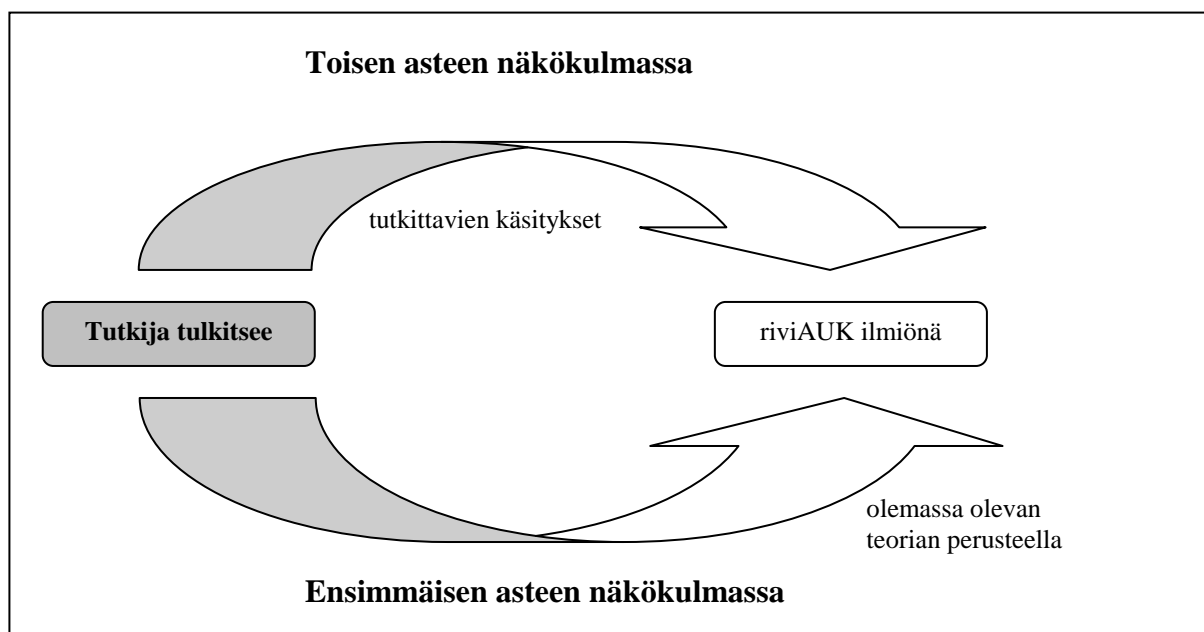 Toisen asteen näkökulmassa
tutkittavien käsitykset
Tutkija tulkitsee
riviAUK ilmiönä
olemassa olevan
teorian perusteella
Ensimmäisen asteen näkökulmassa